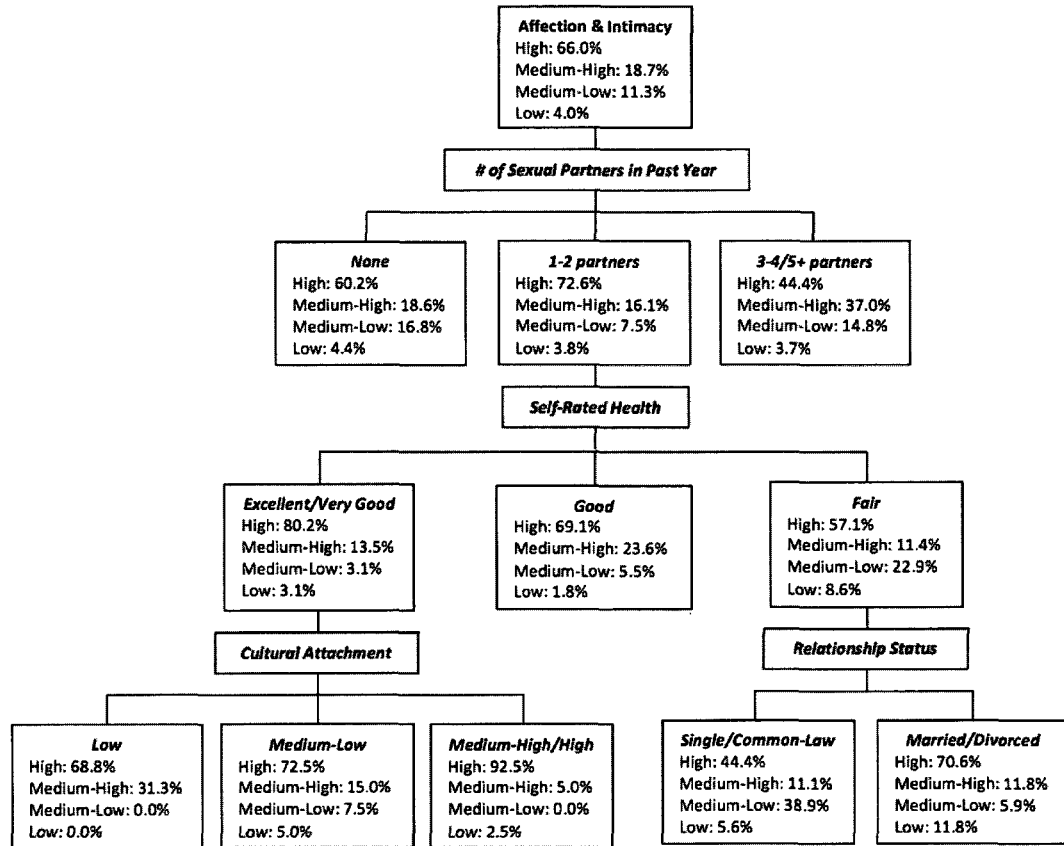 Affection & Intimacy
High: 66.0%
Medium-High: 18.7%
Medium-Low: 11.3%
Low: 4.0%
# of Sexual Partners in Past Year
None
High: 60.2%
Medium-High: 18.6%
Medium-Low: 16.8%
Low: 4.4%
1-2 partners
High: 72.6%
Medium-High: 16.1%
Medium-Low: 7.5%
Low: 3.8%
3-4/5+ partners
High: 44.4%
Medium-High: 37.0%
Medium-Low: 14.8%
Low: 3.7%
Self-Rated Health
Excellent/Very Good
High: 80.2%
Medium-High: 13.5%
Medium-Low: 3.1%
Low: 3.1%
Good
High: 69.1%
Medium-High: 23.6%
Medium-Low: 5.5%
Low: 1.8%
Fair
High: 57.1%
Medium-High: 11.4%
Medium-Low: 22.9%
Low: 8.6%
Cultural Attachment
Relationship Status
Low
High: 68.8%
Medium-High: 31.3%
Medium-Low: 0.0%
Low: 0.0%
Medium-Low
High: 72.5%
Medium-High: 15.0%
Medium-Low: 7.5%
Low: 5.0%
Medium-High/High
High: 92.5%
Medium-High: 5.0%
Medium-Low: 0.0%
Low: 2.5%
Single/Common-Law
High: 44.4%
Medium-High: 11.1%
Medium-Low: 38.9%
Low: 5.6%
Married/Divorced
High: 70.6%
Medium-High: 11.8%
Medium-Low: 5.9%
Low: 11.8%